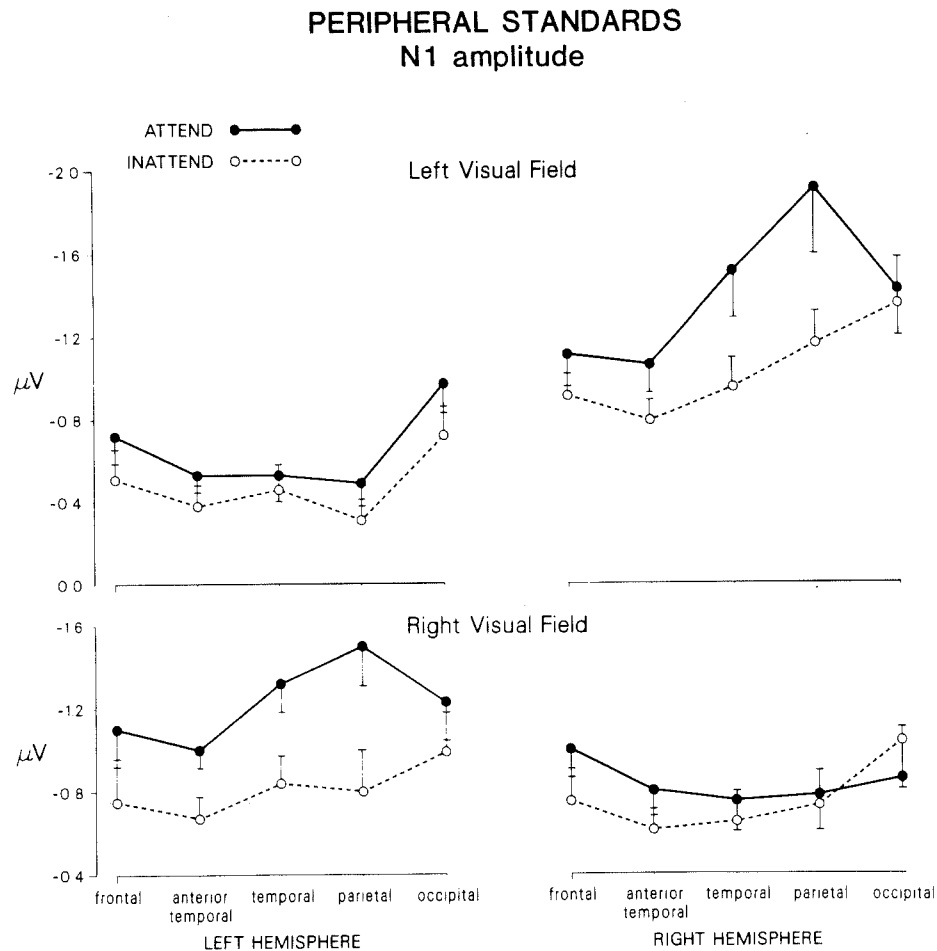 PERIPHERAL STANDARDS
N1 amplitude
ATTEND
INATTEND
Left Visual Field
-2.0
-1.6
-1.2
μV
-0.8
-0.4
0.0
Right Visual Field
-1.6
-1.2
μV
-0.8
-0.4
frontal anterior temporal parietal occipital
temporal
LEFT HEMISPHERE
frontal anterior temporal parietal occipital
temporal
RIGHT HEMISPHERE